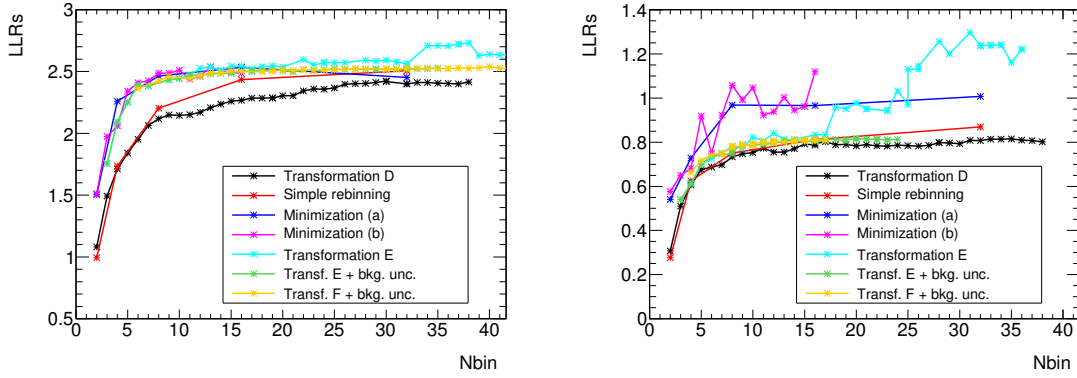 LLRs
3
2.5
2
1.5
1
0.5
0 5 10 15 20 25 30 35 40
Nbin
Transformation D
Simple rebinning
Minimization (a)
Minimization (b)
Transformation E
Transf. E + bkg. unc.
Transf. F + bkg. unc.
LLRs
1.4
1.2
1
0.8
0.6
0.4
0.2
0
0 5 10 15 20 25 30 35 40
Nbin
Transformation D
Simple rebinning
Minimization (a)
Minimization (b)
Transformation E
Transf. E + bkg. unc.
Transf. F + bkg. unc.